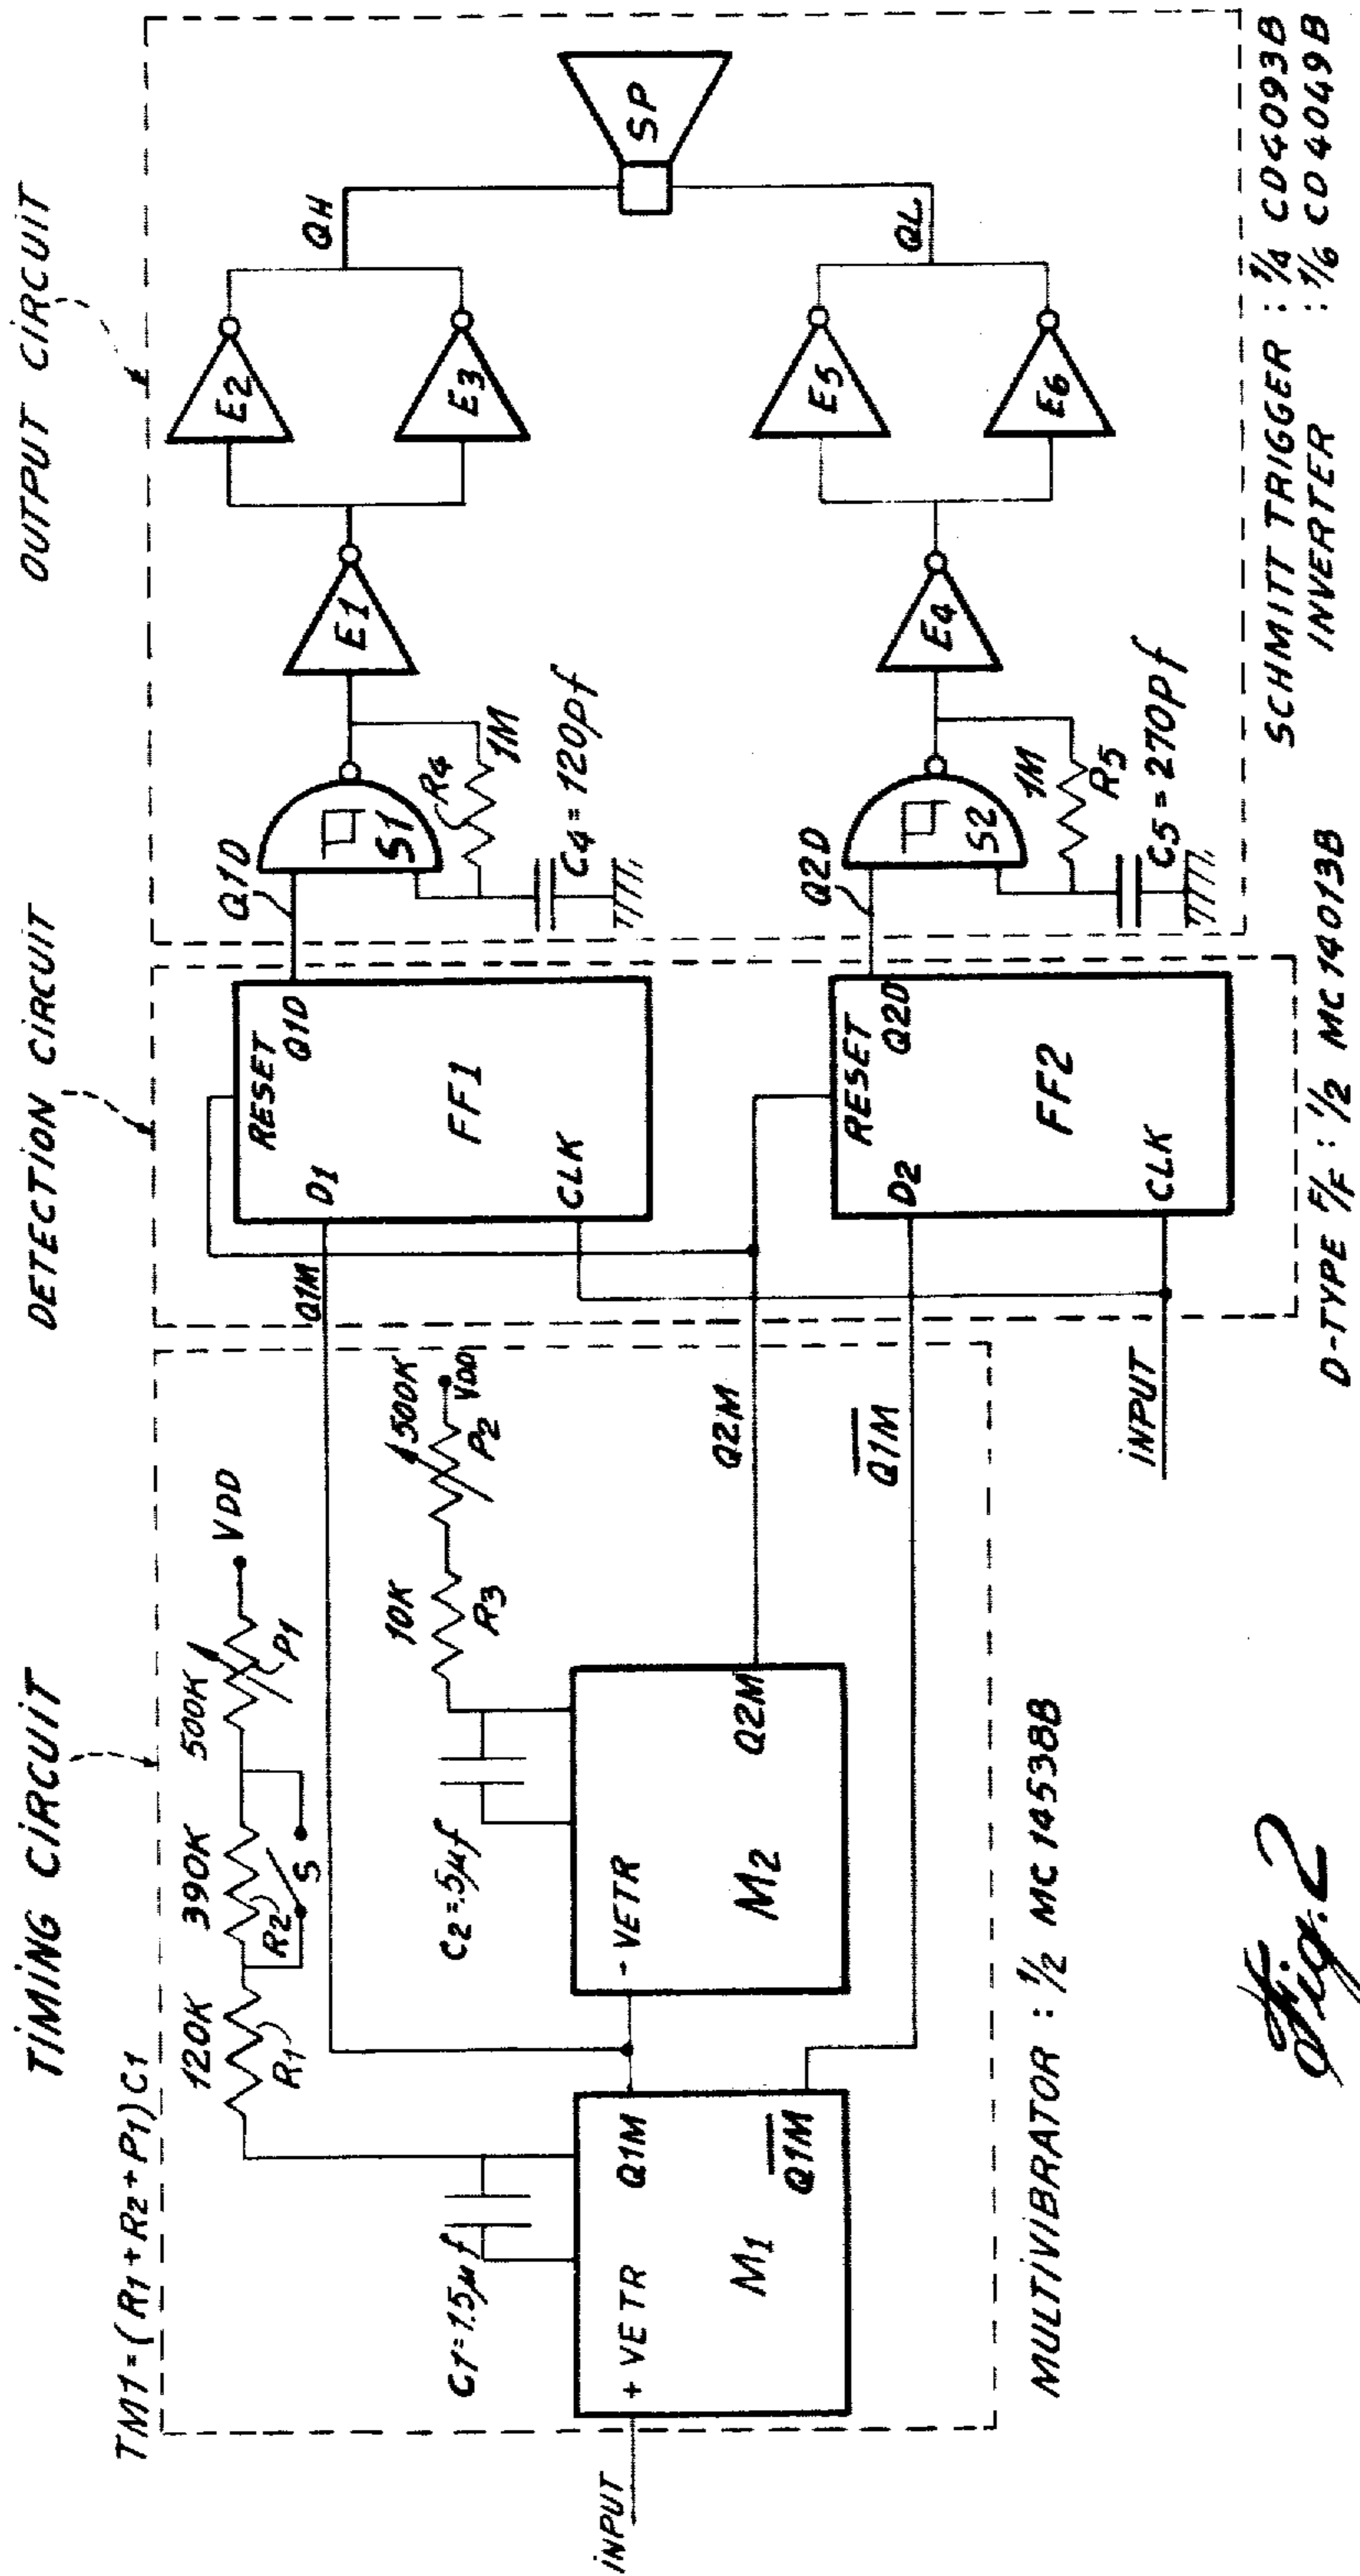 TIMING CIRCUIT
DETECTION CIRCUIT
OUTPUT CIRCUIT
TM1=(R1+R2+P1)C1
120K
R1
390K
R2
S
500K
P1
VDD
C1=1.5µf
INPUT
+ VETR
Q1M
Q1M
M1
C2=.5µf
10K
R3
500K
P2
VDD
- VETR
Q2M
M2
Q1M
Q2M
Q1M
INPUT
MULTIVIBRATOR : 1/2 MC 14538B
RESET
D1
Q1D
FF1
CLK
RESET
D2
Q2D
FF2
CLK
D-TYPE F/F : 1/2 MC 14013B
Q1D
S1
R4
1M
C4=120pf
E1
E2
E3
QH
Q2D
S2
1M
R5
C5=270pf
E4
E5
E6
QL
SP
SCHMITT TRIGGER : 1/4 CD4093B
INVERTER : 1/6 CD4049B
Fig. 2